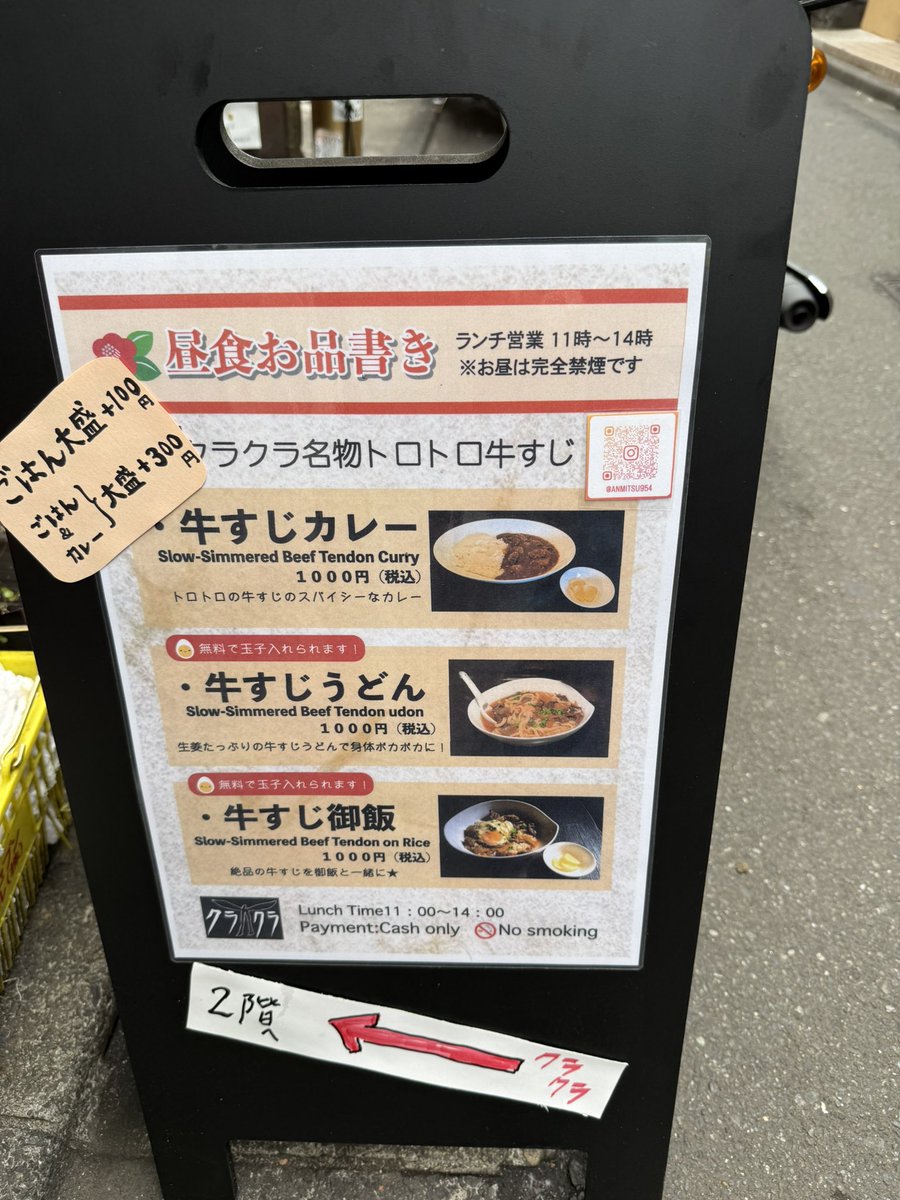 昼食お品書き
ランチ営業 11時～14時
※お昼は完全禁煙です
ごはん大盛+100円
ごはん
&
カレー
大盛+300円
クラクラ名物トロトロ牛すじ
@ANMITSU954
・牛すじカレー
Slow-Simmered Beef Tendon Curry
1000円（税込）
トロトロの牛すじのスパイシーなカレー
無料で玉子入れられます！
・牛すじうどん
Slow-Simmered Beef Tendon udon
1000円（税込）
生姜たっぷりの牛すじうどんで身体ポカポカに！
無料で玉子入れられます！
・牛すじ御飯
Slow-Simmered Beef Tendon on Rice
1000円（税込）
絶品の牛すじを御飯と一緒に★
クラクラ
Lunch Time11：00～14：00
Payment:Cash only
No smoking
2階へ
クラ
クラ